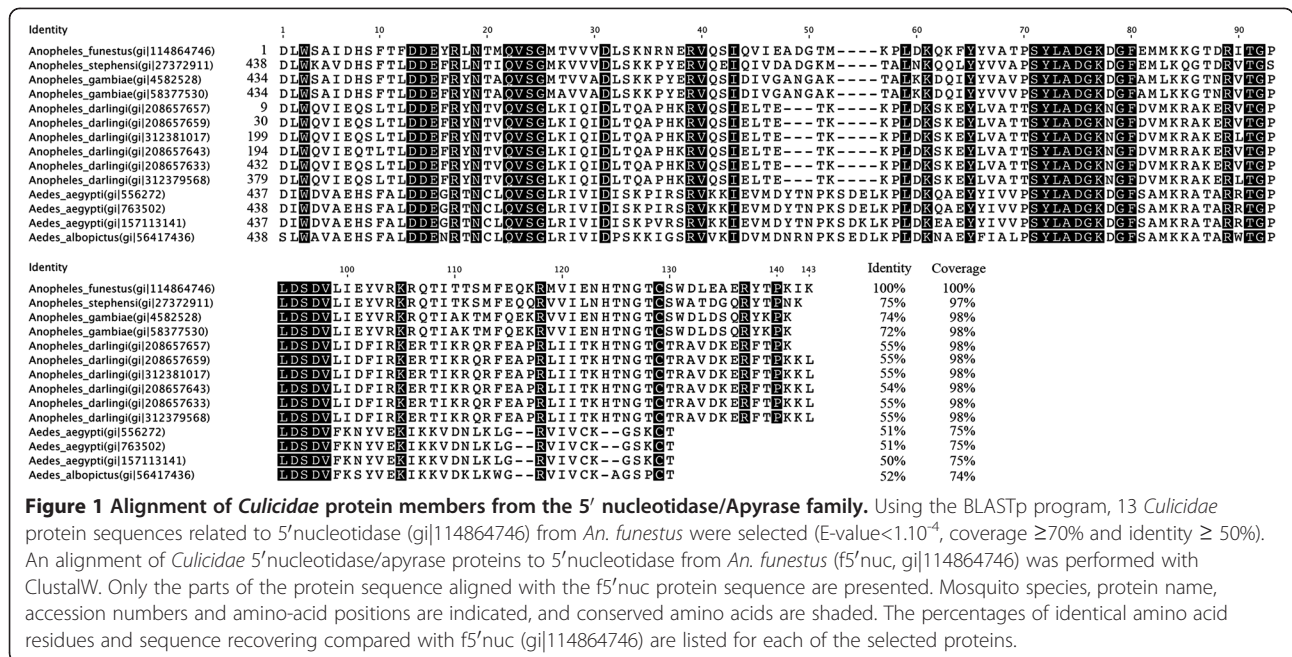 Identity 1 10 20 30 40 50 60 70 80 90
Anopheles_funestus(gi|114864746) 1 DLWSAIDHSFTFDDEYRLNTMQVSGMTVVVDLSKNRNERVQSIQVIEADGTM----KPLDKQKFYYVATPSYLADGKDGFEMMKKGTDRITGP
Anopheles_stephensi(gi|27372911) 438 DLWKAVDHSFTLDDEFRLNTIQVSGMKVVVDLSKKPYERVQEIQIVDADGKM----TALNKQQLYYVVAPSYLADGKDGFEMLKQGTDRVTGS
Anopheles_gambiae(gi|4582528) 434 DLWSAIDHSFTLDDEFRYNTAQVSGMTVVVDLSKKPYERVQSIDIVGANGAK----TALKKDQIYYVVVPSYLADGKDGFAMLKKGTNRVTGP
Anopheles_gambiae(gi|58377530) 434 DLWSAIDHSFTLDDEFRYNTAQVSGMAVVVDLSKKPYERVQSIDIVGANGAK----TALKKDQIYYVVVPSYLADGKDGFAMLKKGTNRVTGP
Anopheles_darlingi(gi|208657657) 9 DLWQVIEQSLTLDDEFRYNTVQVSGLKIQIDLTQAPHKRVQSIELTE---TK----KPLDKSKEYLVATTSYLADGKNGFDVMKRAKERVTGP
Anopheles_darlingi(gi|208657659) 30 DLWQVIEQSLTLDDEFRYNTVQVSGLKIQIDLTQAPHKRVQSIELTE---TK----KPLDKSKEYLVATTSYLADGKNGFDVMKRAKERVTGP
Anopheles_darlingi(gi|312381017) 199 DLWQVIEQSLTLDDEFRYNTVQVSGLKIQIDLTQAPHKRVQSIELTE---TK----KPLDKSKEYLVATTSYLADGKNGFDVMKRAKERLTGP
Anopheles_darlingi(gi|208657643) 194 DLWQVIEQTLTLDDEFRYNTVQVSGLKIQIDLTQAPHKRVQSIELTE---TK----KPLDKSKEYLVATTSYLADGKNGFDVMKRAKERVTGP
Anopheles_darlingi(gi|208657633) 432 DLWQVIEQSLTLDDEFRYNTVQVSGLKIQIDLTQAPHKRVQSIELTE---TK----KPLDKSKEYLVATTSYLADGKNGFDVMKRAKERVTGP
Anopheles_darlingi(gi|312379568) 379 DLWQVIEQSLTLDDEFRYNTVQVSGLKIQIDLTQAPHKRVQSIELTE---TK----KPLDKSKEYLVATTSYLADGKNGFDVMKRAKERLTGP
Aedes_aegypti(gi|556272) 437 DIWDVAEHSFALDDEGRTNCLQVSGLRIVIDISKPIRSRVKKIEVMDYTNPKSDELKPLDKEAEYYIVVPSYLADGKDGFSAMKRATARRTGP
Aedes_aegypti(gi|763502) 438 DIWDVAEHSFALDDEGRTNCLQVSGLRIVIDISKPVRSRVKKIEVMDYTNPKSDELKPLDKQAEYYIVVPSYLADGKDGFSAMKRATARRTGP
Aedes_aegypti(gi|157113141) 437 DIWDVAEHSFALDDEGRTNCLQVSGLRIVIDISKPIRSRVKKIEVMDYTNPKSDKLKPLDKEAEYYIVVPSYLADGKDGFSAMKRATARRTGP
Aedes_albopictus(gi|56417436) 438 SLWAVAEHSFALDDENRTNCLQVSGLRIVIDPSKKIGSRVVKIDVMDNRNPKSEDLKPLDKNAEYFIALPSYLADGKDGFSAMKKATARWTGP
Identity 100 110 120 130 140 143 Identity Coverage
Anopheles_funestus(gi|114864746) LDSDVLIEYVRKRQTITTSMFEQKRMVIENHTNGTCSWDLEAERYTPKIK 100% 100%
Anopheles_stephensi(gi|27372911) LDSDVLIEYVRKRQTITKTMFEQQRVVILNHTNGTCSWATDGQRYTPNK 75% 97%
Anopheles_gambiae(gi|4582528) LDSDVLIEYVRKRQTIAKTMFQEKRVVIENHTNGTCSWDLDSQRYKPK 74% 98%
Anopheles_gambiae(gi|58377530) LDSDVLIEYVRKRQTIAKTMFQEKRVVIENHTNGTCSWDLDSQRYKPK 72% 98%
Anopheles_darlingi(gi|208657657) LDSDVLIDFIRKERTIKRQRFEAPRLIITKHTNGTCTRAVDKERFTPK 55% 98%
Anopheles_darlingi(gi|208657659) LDSDVLIDFIRKERTIKRQRFEAPRLIITKHTNGTCTRAVDKERFTPKKL 55% 98%
Anopheles_darlingi(gi|312381017) LDSDVLIDFIRKERTIKRQRFEAPRLIITKHTNGTCTRAVDKERFTPKKL 55% 98%
Anopheles_darlingi(gi|208657643) LDSDVLIDFIRKERTIKRQRFEAPRLIITKHTNGTCTRAVDKERFTPKKL 54% 98%
Anopheles_darlingi(gi|208657633) LDSDVLIDFIRKERTIKRQRFEAPRLIITKHTNGTCTRAVDKERFTPKKL 55% 98%
Anopheles_darlingi(gi|312379568) LDSDVLIDFIRKERTIKRQRFEAPRLIITKHTNGTCTRAVDKERFTPKKL 55% 98%
Aedes_aegypti(gi|556272) LDSDVFKNYVEKIKKVDNLKLG--RVIVCK--GSKCT 51% 75%
Aedes_aegypti(gi|763502) LDSDVFKNYVEKIKKVDNLKLG--RVIVCK--GSKCT 51% 75%
Aedes_aegypti(gi|157113141) LDSDVFKNYVEKIKKVDNLKLG--RVIVCK--GSKCT 50% 75%
Aedes_albopictus(gi|56417436) LDSDVFKSYVEKIKKVDKLKWG--RVIVCK-AGSPCT 52% 74%
Figure 1 Alignment of Culicidae protein members from the 5′ nucleotidase/Apyrase family. Using the BLASTp program, 13 Culicidae
protein sequences related to 5′nucleotidase (gi|114864746) from An. funestus were selected (E-value<1.10⁻⁴, coverage ≥70% and identity ≥ 50%).
An alignment of Culicidae 5′nucleotidase/apyrase proteins to 5′nucleotidase from An. funestus (f5′nuc, gi|114864746) was performed with
ClustalW. Only the parts of the protein sequence aligned with the f5′nuc protein sequence are presented. Mosquito species, protein name,
accession numbers and amino-acid positions are indicated, and conserved amino acids are shaded. The percentages of identical amino acid
residues and sequence recovering compared with f5′nuc (gi|114864746) are listed for each of the selected proteins.